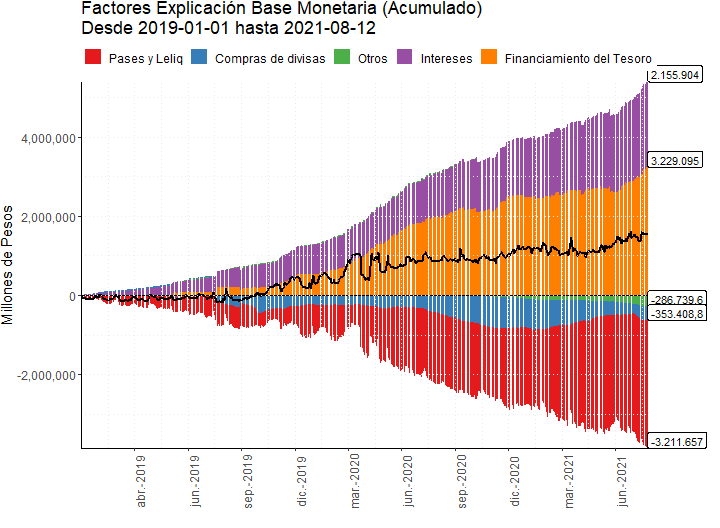 Factores Explicación Base Monetaria (Acumulado)
Desde 2019-01-01 hasta 2021-08-12
Pases y Leliq Compras de divisas Otros Intereses Financiamiento del Tesoro
2.155.904
4,000,000
3.229.095
2,000,000
Millones de Pesos
0
-286.739,6
-353.408,8
-2,000,000
-3.211.657
abr.-2019 jun.-2019 sep.-2019 dic.-2019 mar.-2020 jun.-2020 sep.-2020 dic.-2020 mar.-2021 jun.-2021